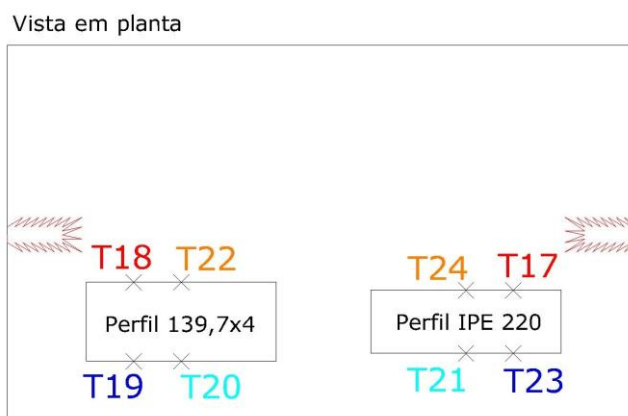 Vista em planta
T18 T22
T24 T17
Perfil 139,7x4
Perfil IPE 220
T19 T20
T21 T23